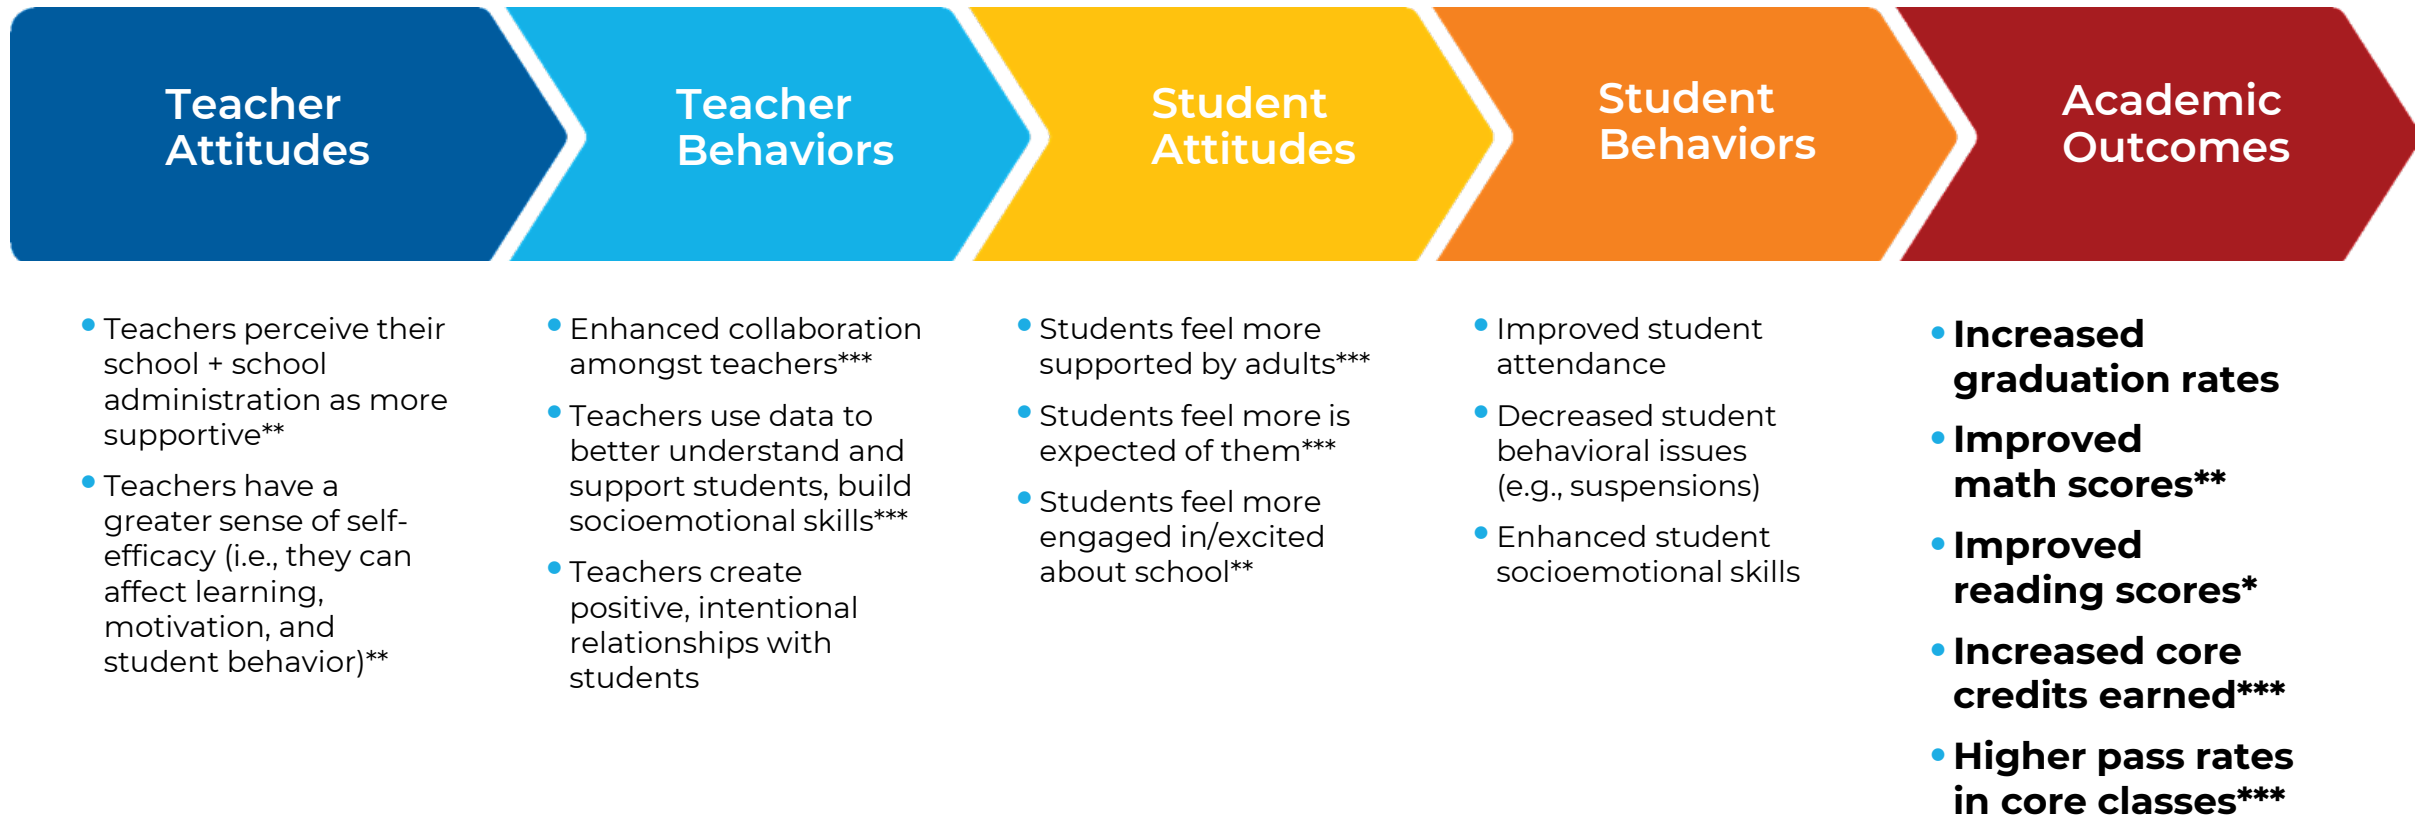 Teacher
Attitudes
Teacher
Behaviors
Student
Attitudes
Student
Behaviors
Academic
Outcomes
• Teachers perceive their
school + school
administration as more
supportive**
• Teachers have a
greater sense of self-
efficacy (i.e., they can
affect learning,
motivation, and
student behavior)**
• Enhanced collaboration
amongst teachers***
• Teachers use data to
better understand and
support students, build
socioemotional skills***
• Teachers create
positive, intentional
relationships with
students
• Students feel more
supported by adults***
• Students feel more is
expected of them***
• Students feel more
engaged in/excited
about school**
• Improved student
attendance
• Decreased student
behavioral issues
(e.g., suspensions)
• Enhanced student
socioemotional skills
• Increased
graduation rates
• Improved
math scores**
• Improved
reading scores*
• Increased core
credits earned***
• Higher pass rates
in core classes***